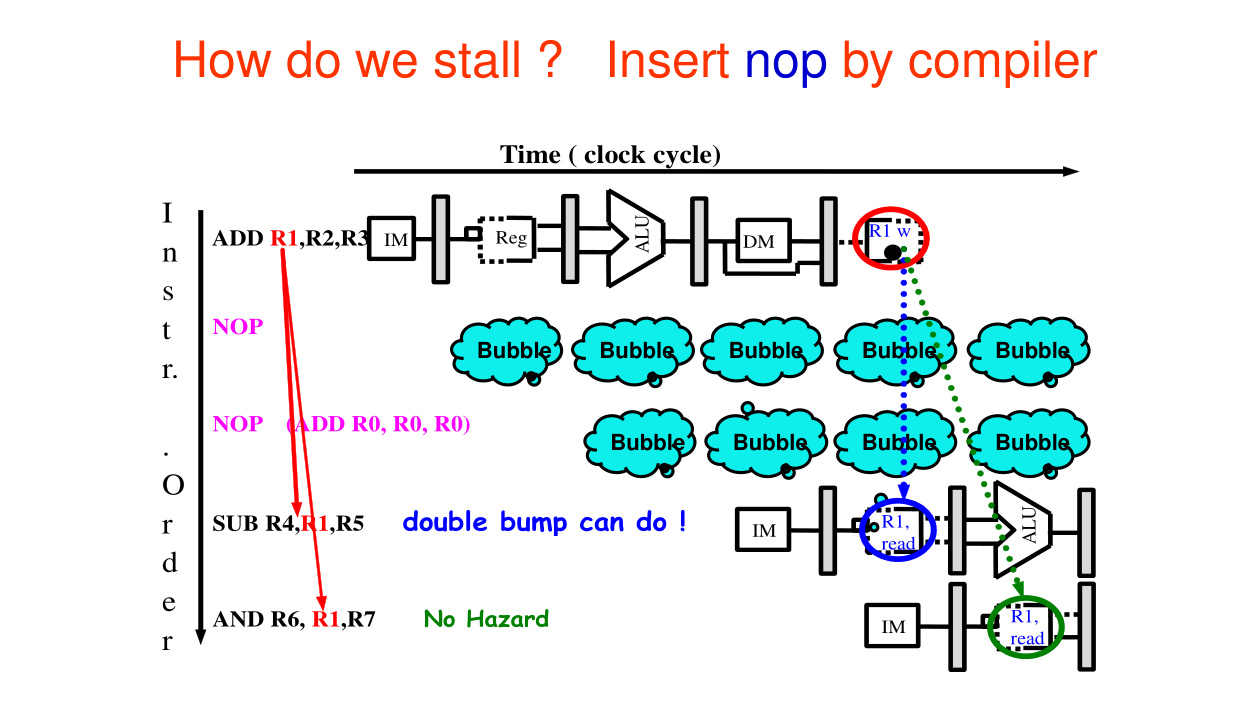 How do we stall ? Insert nop by compiler
Time ( clock cycle)
Instr. . Order
ADD R1,R2,R3 IM Reg ALU DM R1 w
NOP Bubble Bubble Bubble Bubble Bubble
NOP (ADD R0, R0, R0) Bubble Bubble Bubble Bubble
SUB R4,R1,R5 double bump can do ! IM R1, read ALU
AND R6, R1,R7 No Hazard IM R1, read